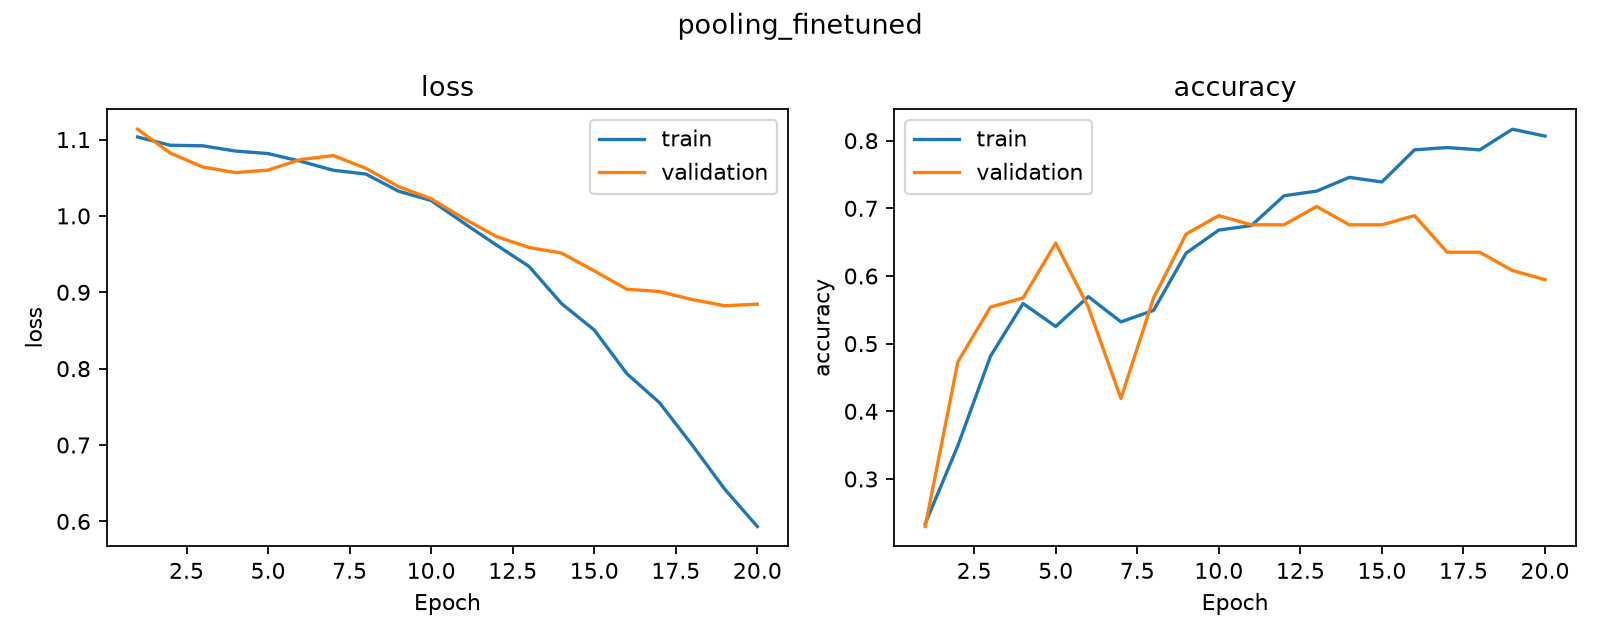 pooling_finetuned
loss
1.1
1.0
0.9
0.8
0.7
0.6
loss
train
validation
2.5 5.0 7.5 10.0 12.5 15.0 17.5 20.0
Epoch
accuracy
0.8
0.7
0.6
0.5
0.4
0.3
accuracy
train
validation
2.5 5.0 7.5 10.0 12.5 15.0 17.5 20.0
Epoch